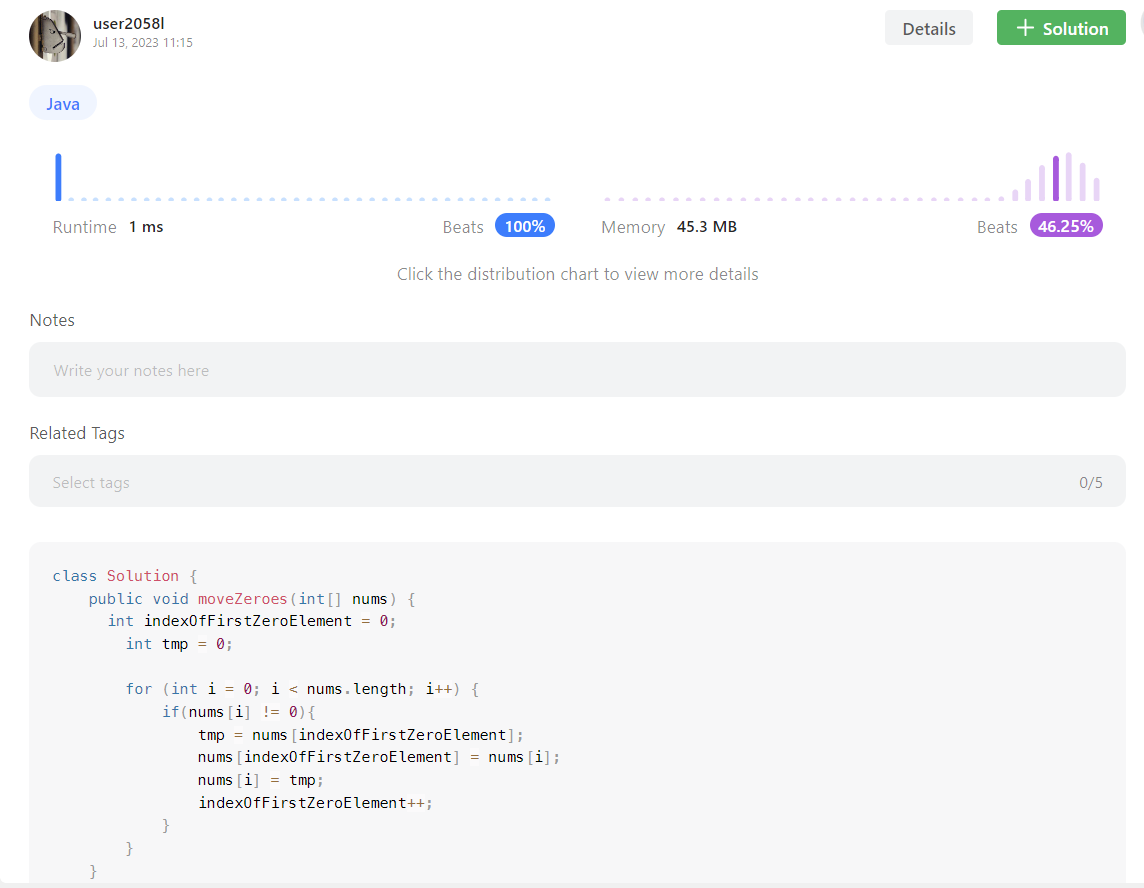 user2058l
Jul 13, 2023 11:15
Details
+ Solution
Java
Runtime 1 ms
Beats 100%
Memory 45.3 MB
Beats 46.25%
Click the distribution chart to view more details
Notes
Write your notes here
Related Tags
Select tags
0/5
class Solution {
    public void moveZeroes(int[] nums) {
      int indexOfFirstZeroElement = 0;
        int tmp = 0;
        for (int i = 0; i < nums.length; i++) {
            if(nums[i] != 0){
                tmp = nums[indexOfFirstZeroElement];
                nums[indexOfFirstZeroElement] = nums[i];
                nums[i] = tmp;
                indexOfFirstZeroElement++;
            }
        }
    }